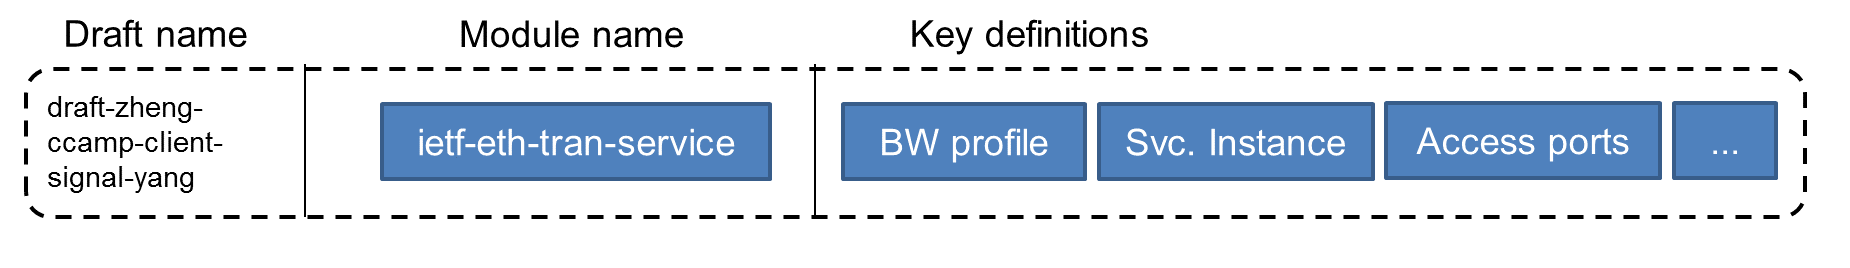 Draft name
Module name
Key definitions
draft-zheng-
ccamp-client-
signal-yang
ietf-eth-tran-service
BW profile
Svc. Instance
Access ports
...